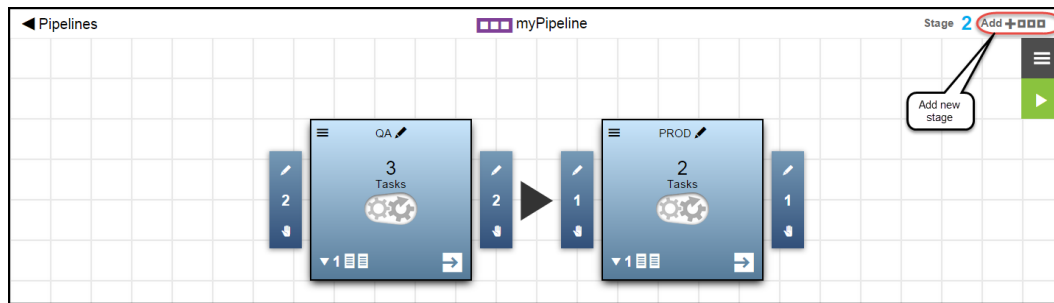 Pipelines
myPipeline
Stage 2 Add
Add new
stage
QA
3
Tasks
2
2
1
PROD
2
Tasks
1
1
1